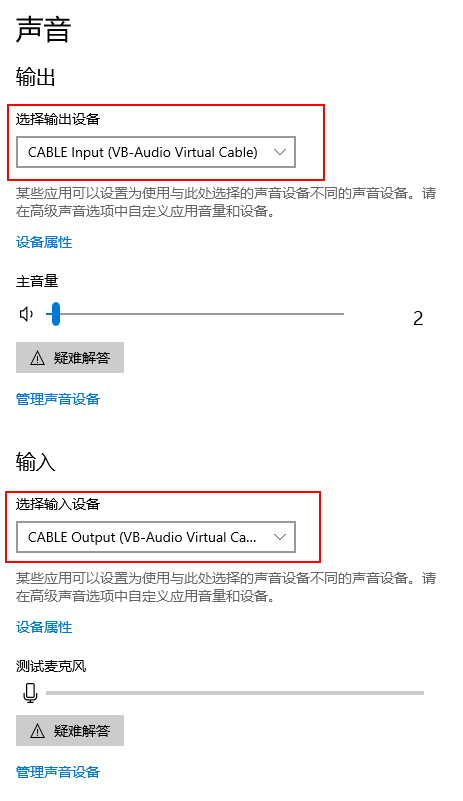 声音
输出
选择输出设备
CABLE Input (VB-Audio Virtual Cable)
某些应用可以设置为使用与此处选择的声音设备不同的声音设备。请
在高级声音选项中自定义应用音量和设备。
设备属性
主音量
2
疑难解答
管理声音设备
输入
选择输入设备
CABLE Output (VB-Audio Virtual Ca...
某些应用可以设置为使用与此处选择的声音设备不同的声音设备。请
在高级声音选项中自定义应用音量和设备。
设备属性
测试麦克风
疑难解答
管理声音设备